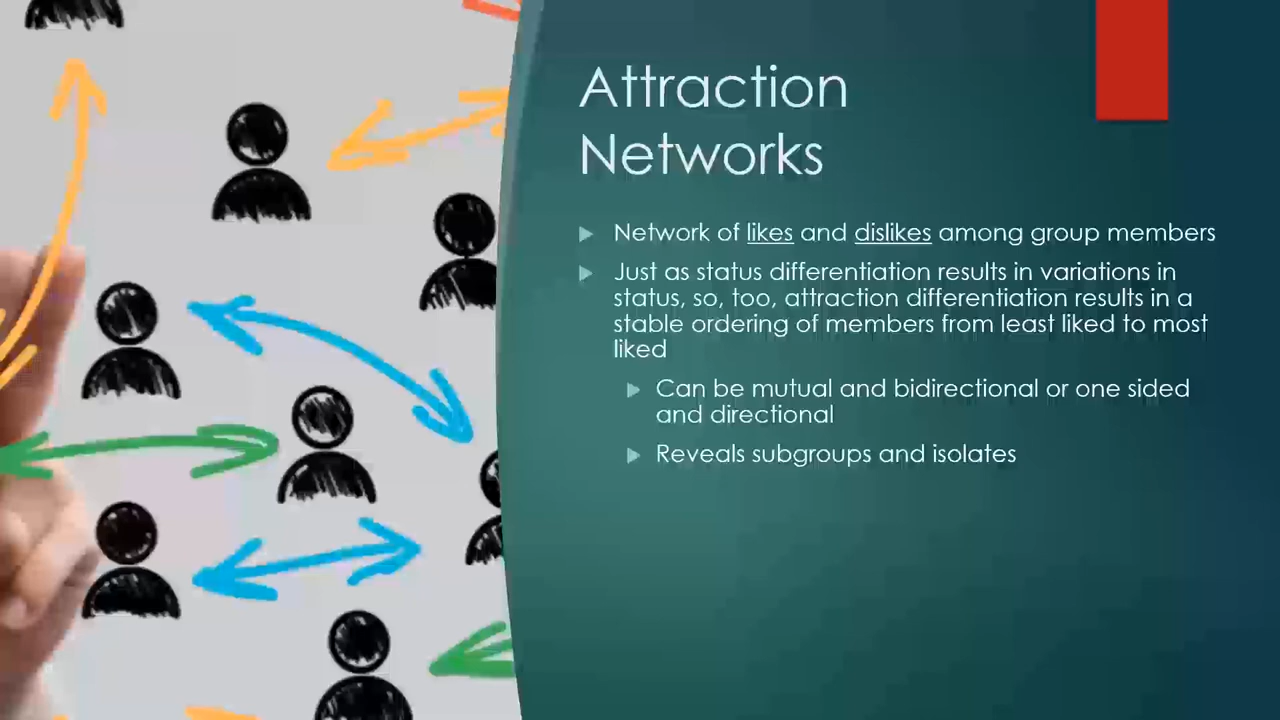 Attraction
Networks
Network of likes and dislikes among group members
Just as status differentiation results in variations in
status, so, too, attraction differentiation results in a
stable ordering of members from least liked to most
liked
Can be mutual and bidirectional or one sided
and directional
Reveals subgroups and isolates